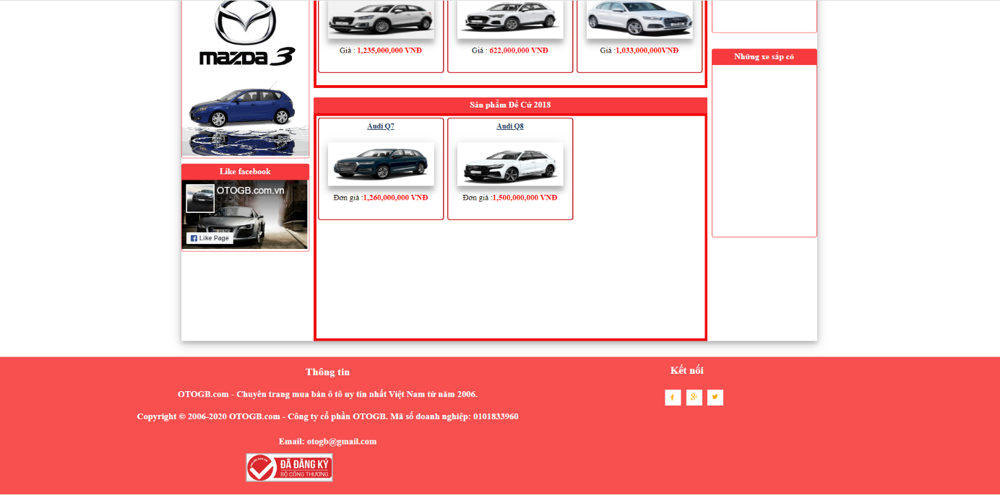 mazda 3
Like facebook
OTOGB.com.vn
Like Page
Giá : 1,235,000,000 VNĐ
Giá : 622,000,000 VNĐ
Giá :1,033,000,000VNĐ
Sản phẩm Đề Cử 2018
Audi Q7
Audi Q8
Đơn giá :1,260,000,000 VNĐ
Đơn giá :1,500,000,000 VNĐ
Những xe sắp có
Thông tin
OTOGB.com - Chuyên trang mua bán ô tô uy tín nhất Việt Nam từ năm 2006.
Copyright © 2006-2020 OTOGB.com - Công ty cổ phần OTOGB. Mã số doanh nghiệp: 0101833960
Email: otogb@gmail.com
ĐÃ ĐĂNG KÝ
BỘ CÔNG THƯƠNG
Kết nối